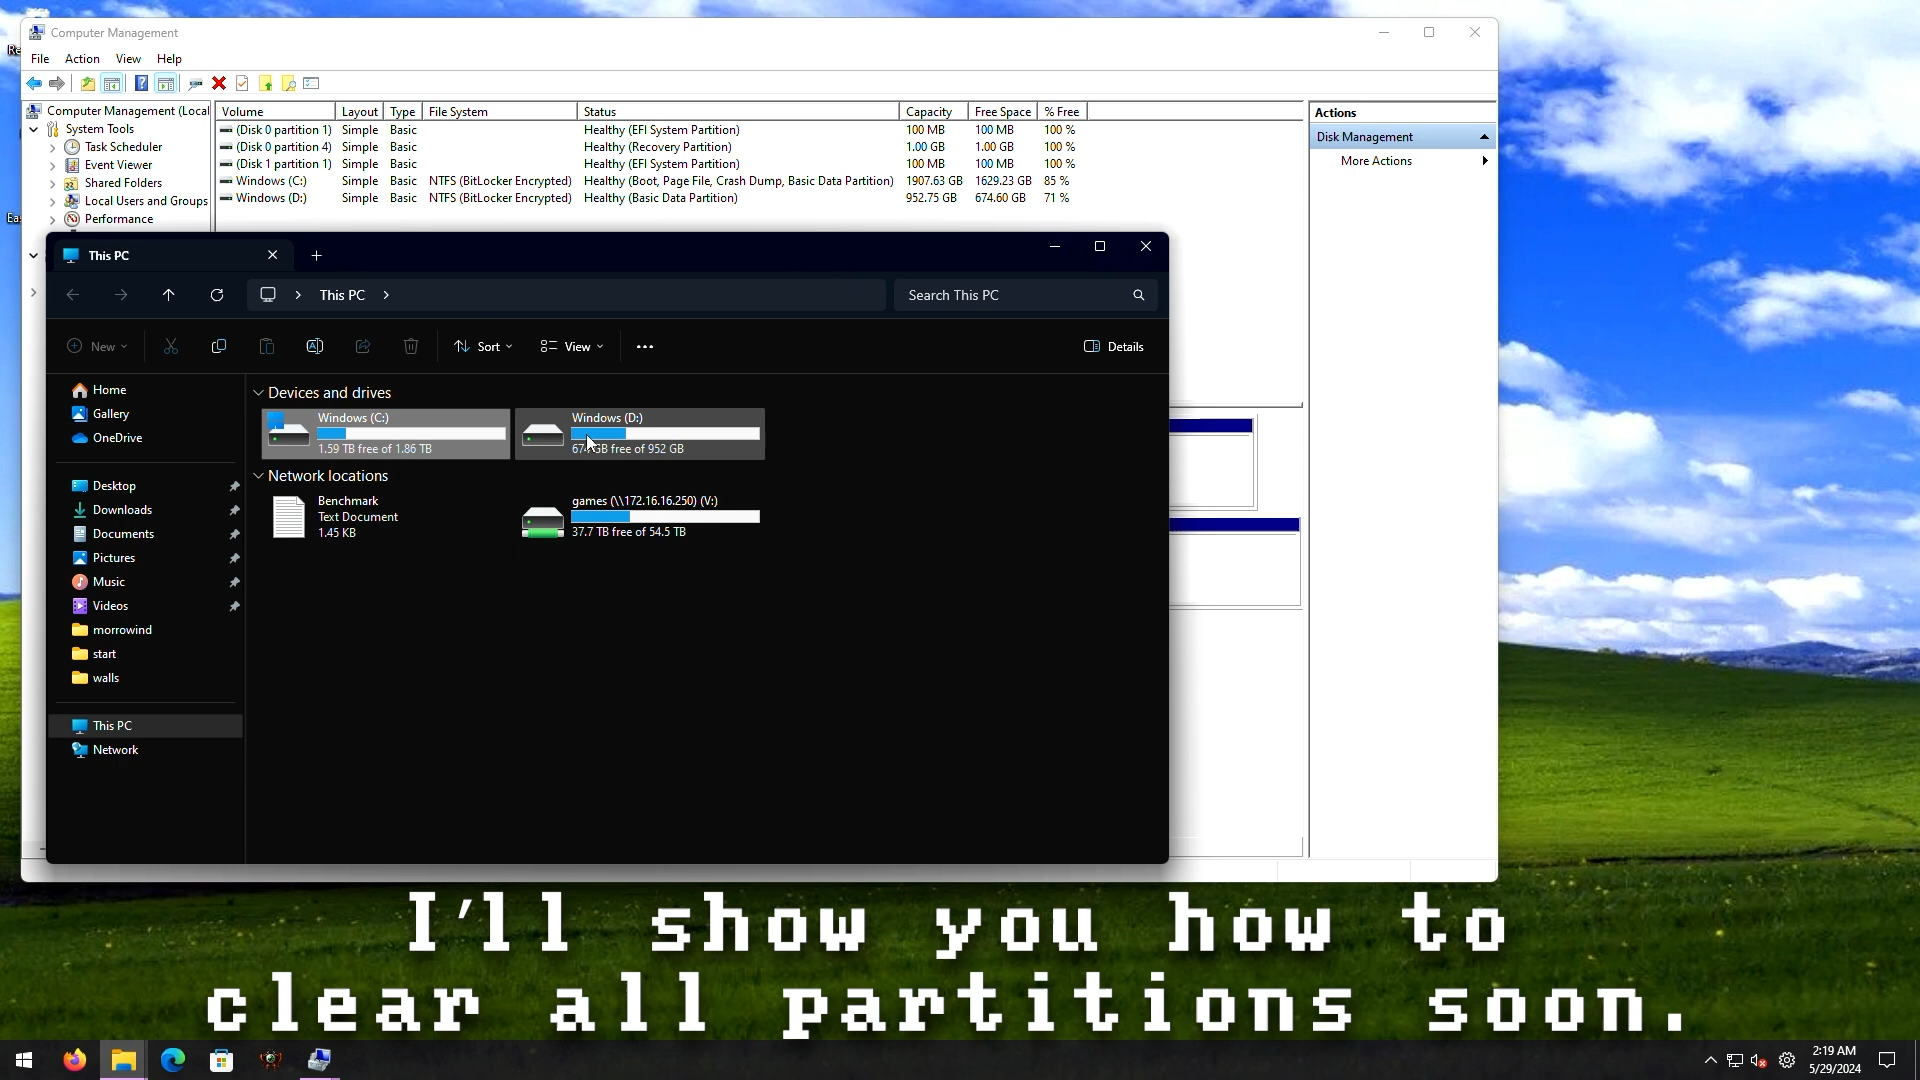 Computer Management
File Action View Help
Computer Management (Local
System Tools
Task Scheduler
Event Viewer
Shared Folders
Local Users and Groups
Performance
Volume Layout Type File System Status Capacity Free Space % Free
(Disk 0 partition 1) Simple Basic Healthy (EFI System Partition) 100 MB 100 MB 100 %
(Disk 0 partition 4) Simple Basic Healthy (Recovery Partition) 1.00 GB 1.00 GB 100 %
(Disk 1 partition 1) Simple Basic Healthy (EFI System Partition) 100 MB 100 MB 100 %
Windows (C:) Simple Basic NTFS (BitLocker Encrypted) Healthy (Boot, Page File, Crash Dump, Basic Data Partition) 1907.63 GB 1629.23 GB 85 %
Windows (D:) Simple Basic NTFS (BitLocker Encrypted) Healthy (Basic Data Partition) 952.75 GB 674.60 GB 71 %
Actions
Disk Management
More Actions
This PC
This PC
Search This PC
New Sort View Details
Home
Gallery
OneDrive
Desktop
Downloads
Documents
Pictures
Music
Videos
morrowind
start
walls
This PC
Network
Devices and drives
Windows (C:)
1.59 TB free of 1.86 TB
Windows (D:)
GB free of 952 GB
Network locations
Benchmark
Text Document
1.45 KB
games (\\172.16.16.250) (V:)
37.7 TB free of 54.5 TB
I'll show you how to
clear all partitions soon.
2:19 AM
5/29/2024